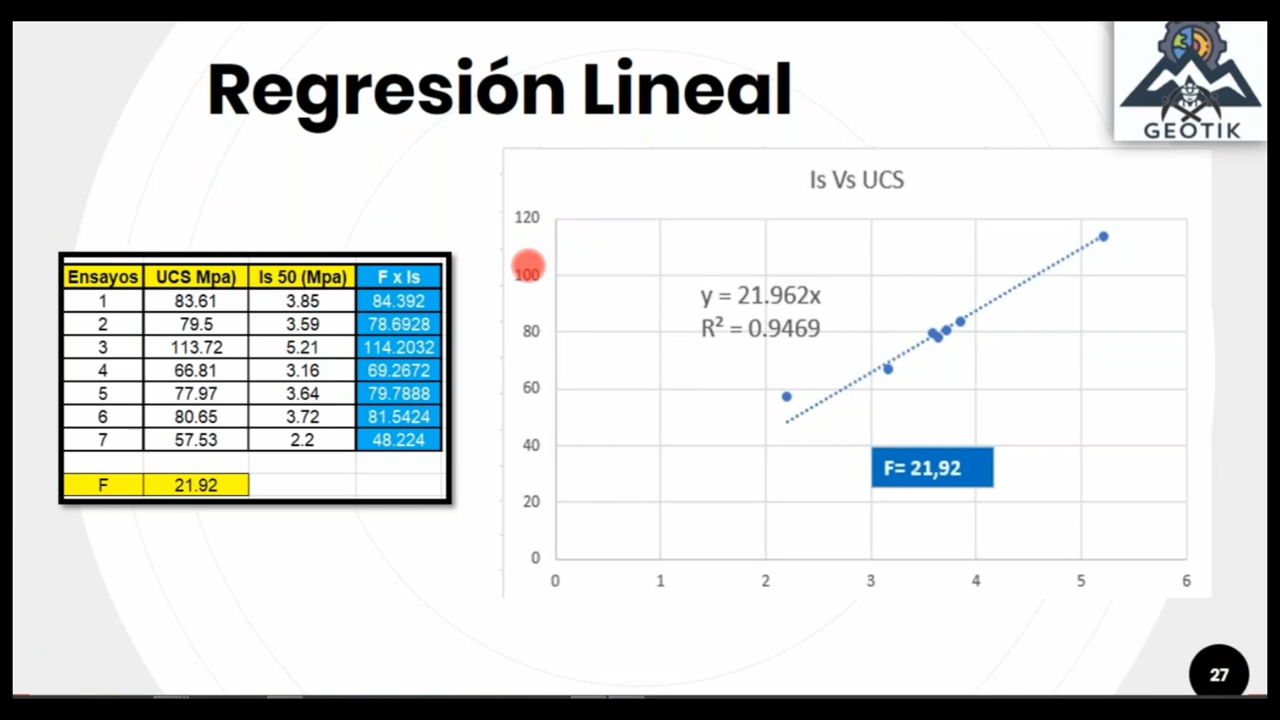 Regresión Lineal
GEOTIK
Ensayos UCS Mpa) Is 50 (Mpa) F x Is
1 83.61 3.85 84.392
2 79.5 3.59 78.6928
3 113.72 5.21 114.2032
4 66.81 3.16 69.2672
5 77.97 3.64 79.7888
6 80.65 3.72 81.5424
7 57.53 2.2 48.224
F 21.92
Is Vs UCS
120
100
80
60
40
20
0
y = 21.962x
R² = 0.9469
F= 21,92
0 1 2 3 4 5 6
27